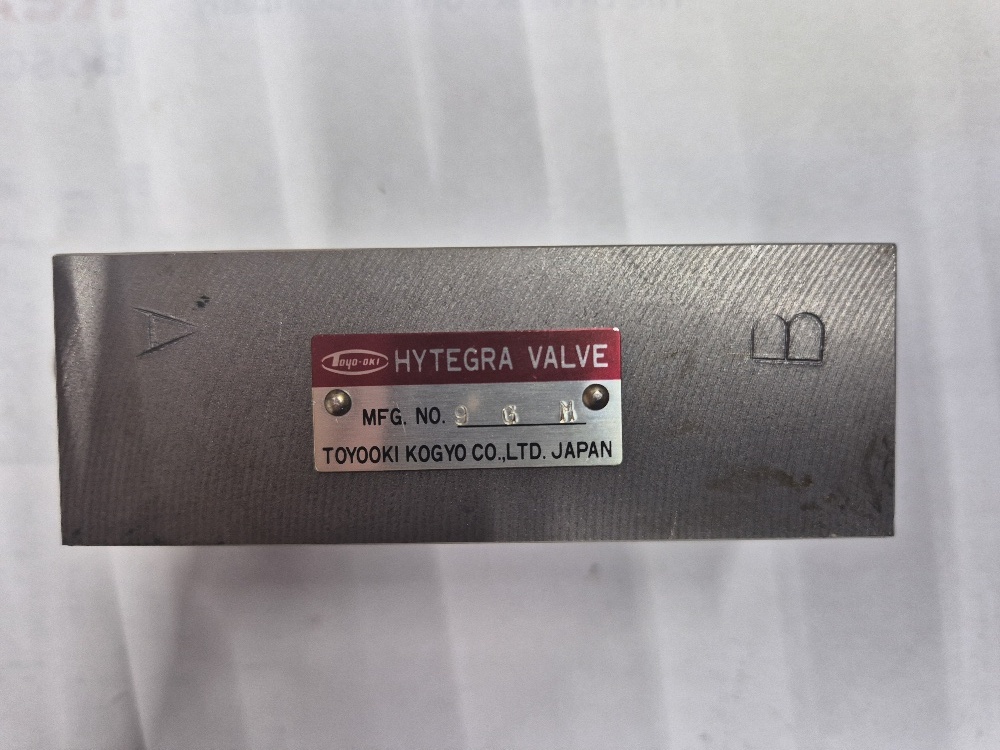 A
B
TOYO-OKI HYTEGRA VALVE
MFG. NO. 9 G M
TOYOOKI KOGYO CO.,LTD. JAPAN